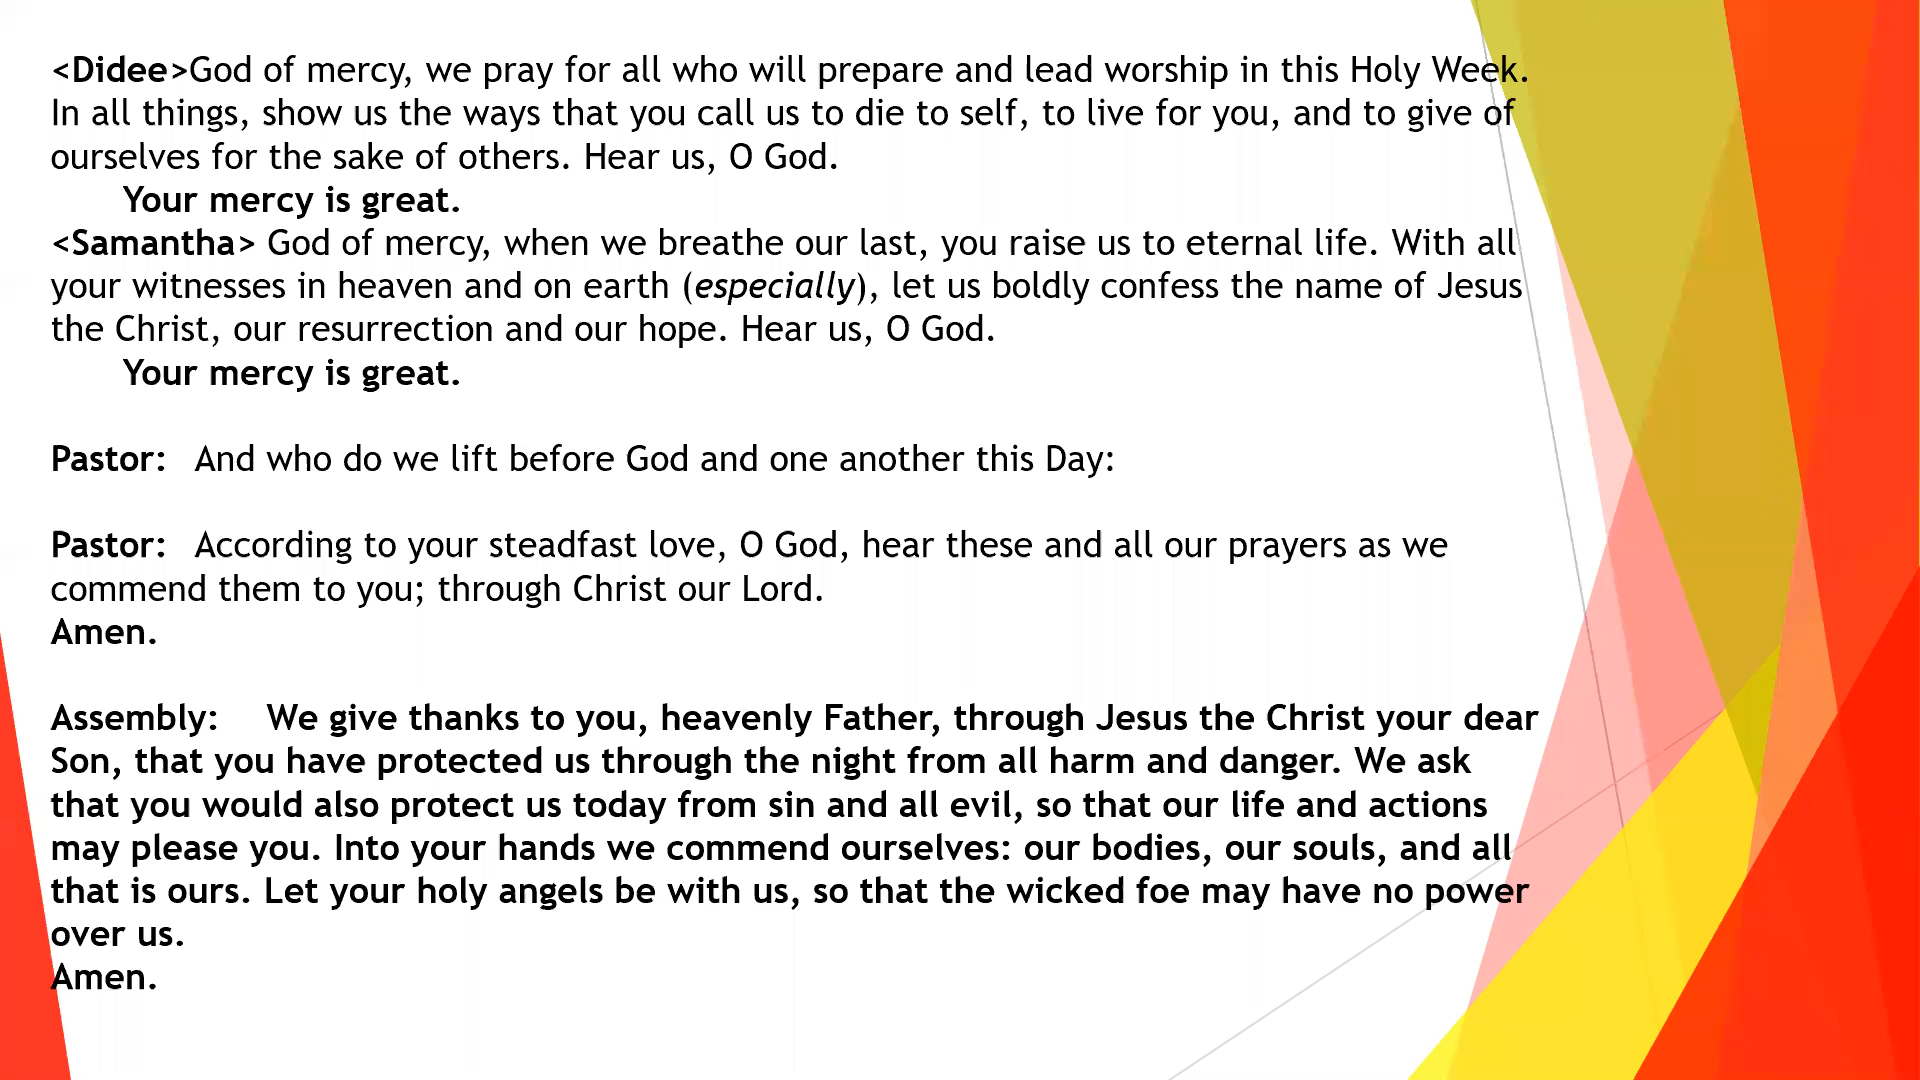 <Didee>God of mercy, we pray for all who will prepare and lead worship in this Holy Week.
In all things, show us the ways that you call us to die to self, to live for you, and to give of
ourselves for the sake of others. Hear us, O God.
Your mercy is great.
<Samantha> God of mercy, when we breathe our last, you raise us to eternal life. With all
your witnesses in heaven and on earth (especially), let us boldly confess the name of Jesus
the Christ, our resurrection and our hope. Hear us, O God.
Your mercy is great.
Pastor: And who do we lift before God and one another this Day:
Pastor: According to your steadfast love, O God, hear these and all our prayers as we
commend them to you; through Christ our Lord.
Amen.
Assembly: We give thanks to you, heavenly Father, through Jesus the Christ your dear
Son, that you have protected us through the night from all harm and danger. We ask
that you would also protect us today from sin and all evil, so that our life and actions
may please you. Into your hands we commend ourselves: our bodies, our souls, and all
that is ours. Let your holy angels be with us, so that the wicked foe may have no power
over us.
Amen.